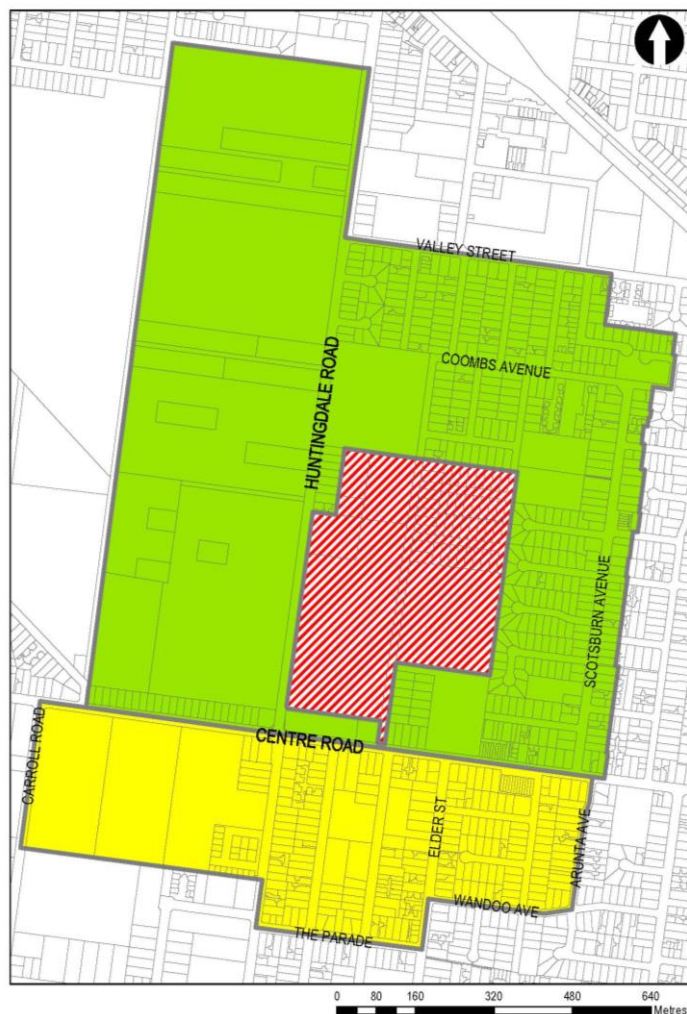 VALLEY STREET
COOMBS AVENUE
HUNTINGDALE ROAD
SCOTSBURN AVENUE
CENTRE ROAD
CARROLL ROAD
ELDER ST
ARUNTA AVE
WANDOO AVE
THE PARADE
0 80 160 320 480 640
Metres